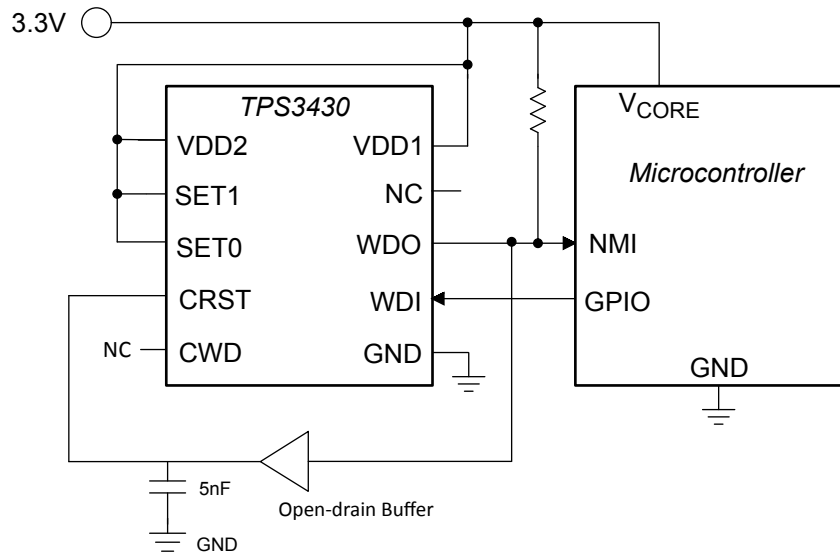 3.3V
TPS3430
VDD2
SET1
SET0
CRST
CWD
NC
VDD1
NC
WDO
WDI
GND
VCORE
Microcontroller
NMI
GPIO
GND
5nF
GND
Open-drain Buffer